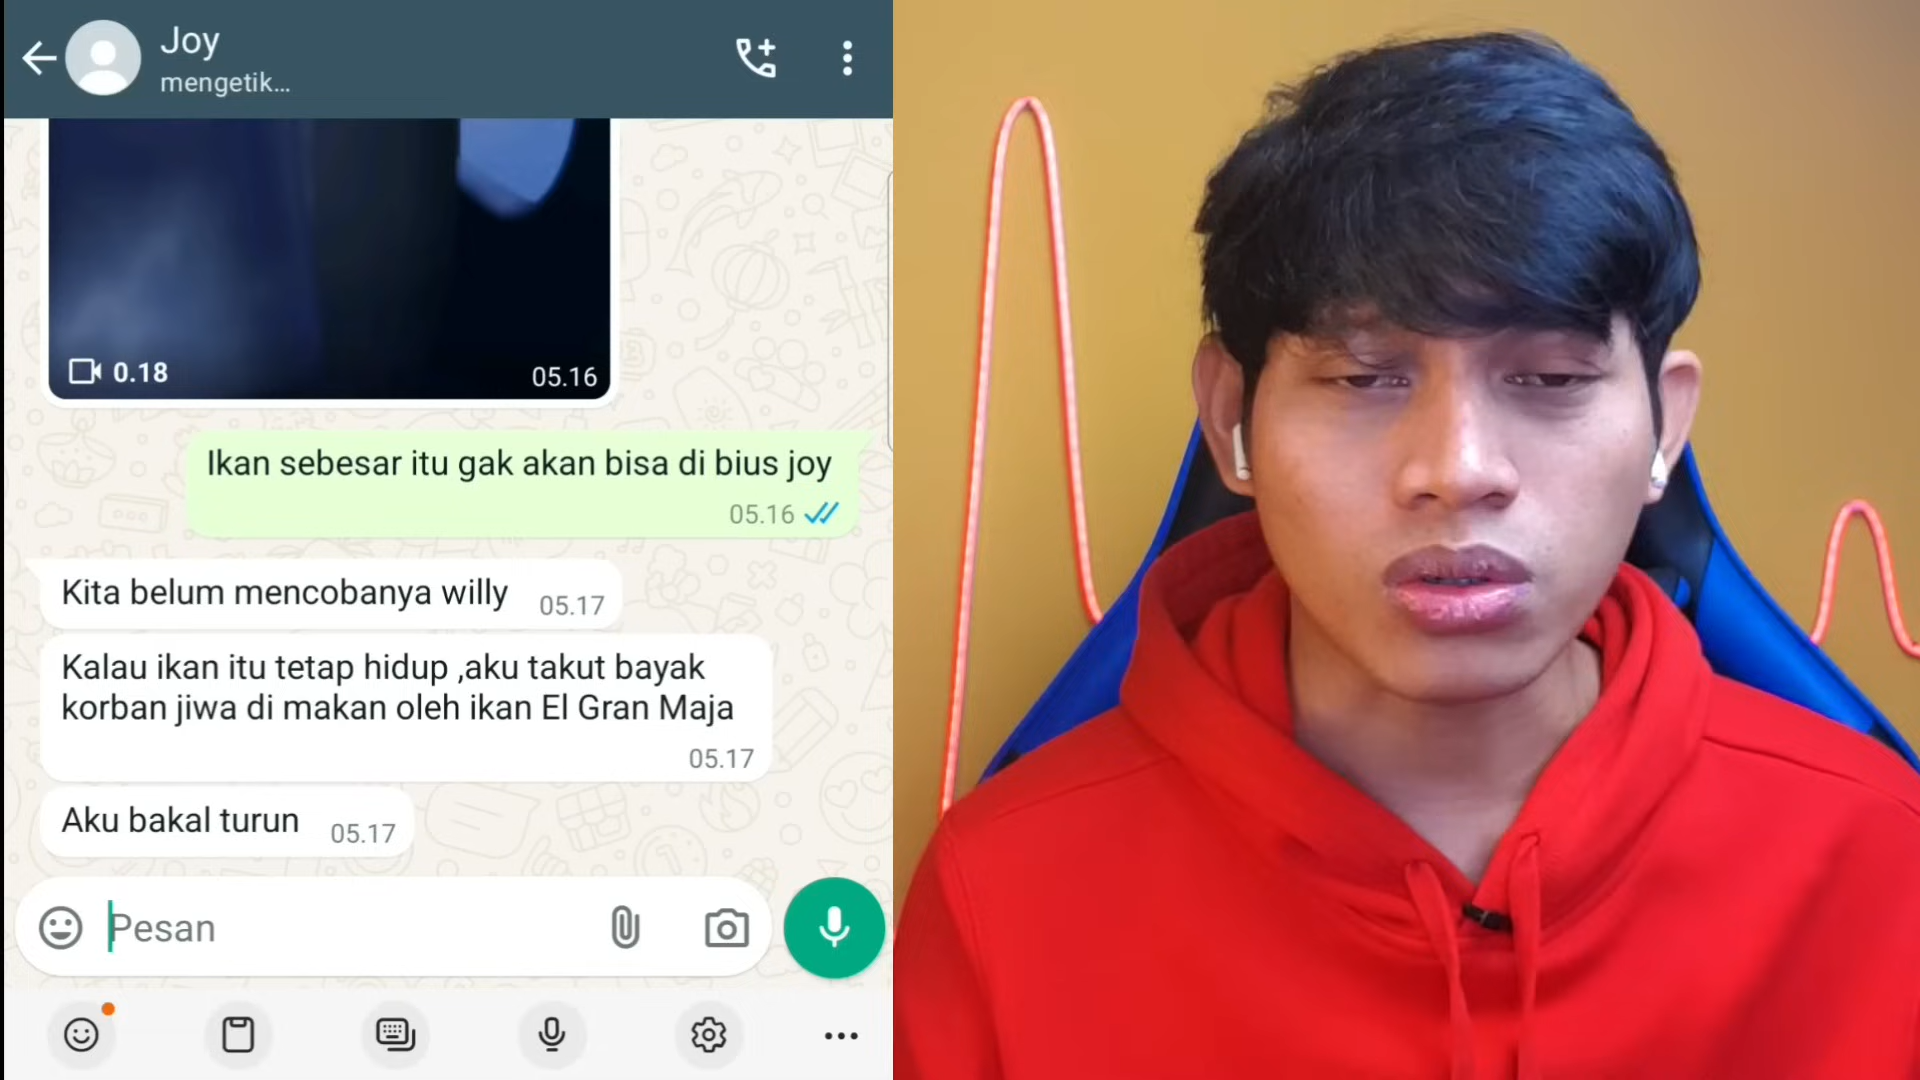 Joy
mengetik...
0.18
05.16
Ikan sebesar itu gak akan bisa di bius joy
05.16
Kita belum mencobanya willy
05.17
Kalau ikan itu tetap hidup ,aku takut bayak
korban jiwa di makan oleh ikan El Gran Maja
05.17
Aku bakal turun
05.17
Pesan